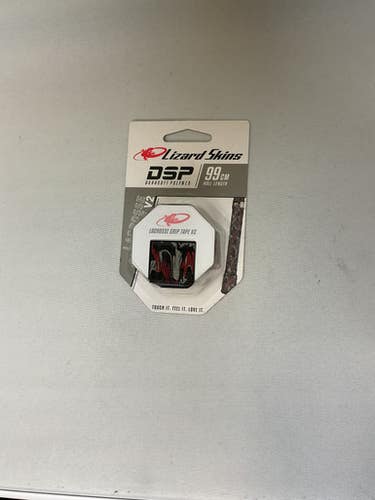 Lizard Skins
DSP
DURASOFT POLYMER
99CM
ROLL LENGTH
LACROSSE
V2
LACROSSE GRIP TAPE V2
TOUCH IT. FEEL IT. LOVE IT.